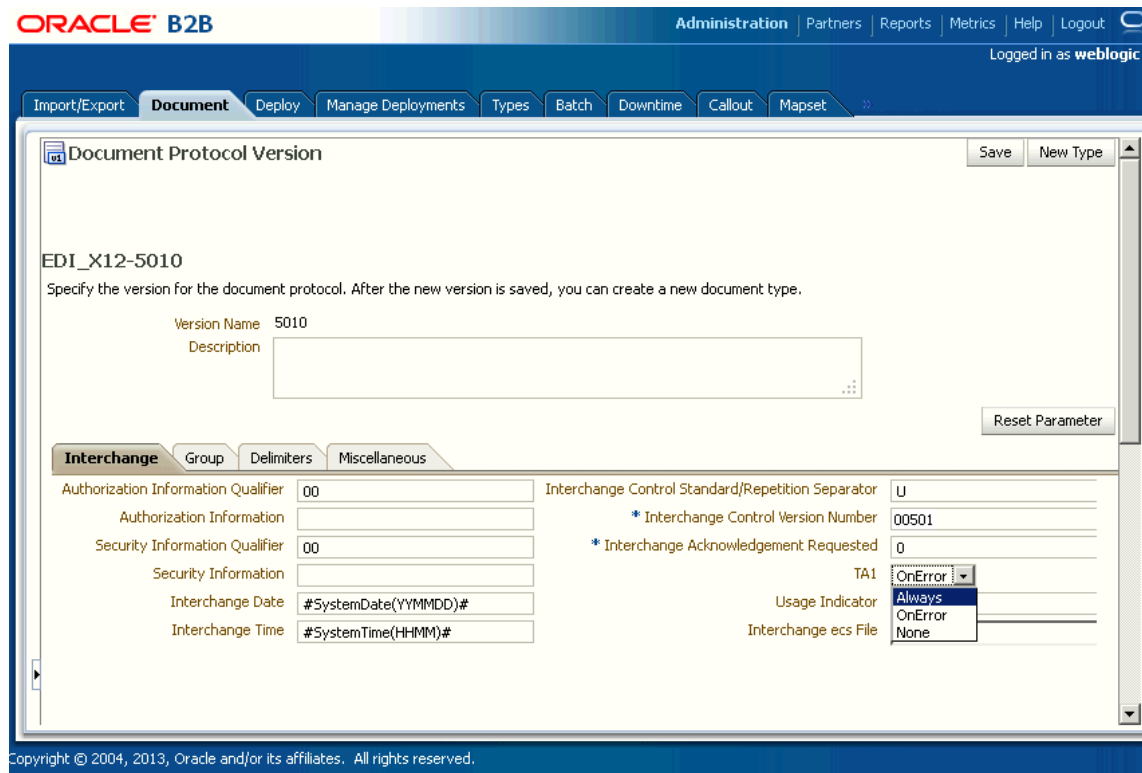 ORACLE B2B
Administration | Partners | Reports | Metrics | Help | Logout
Logged in as weblogic
Import/Export Document Deploy Manage Deployments Types Batch Downtime Callout Mapset
Document Protocol Version
Save New Type
EDI_X12-5010
Specify the version for the document protocol. After the new version is saved, you can create a new document type.
Version Name 5010
Description
Reset Parameter
Interchange Group Delimiters Miscellaneous
Authorization Information Qualifier 00
Interchange Control Standard/Repetition Separator U
Authorization Information
* Interchange Control Version Number 00501
Security Information Qualifier 00
* Interchange Acknowledgement Requested 0
Security Information
TA1 OnError
Always
Interchange Date #SystemDate(YYMMDD)#
Usage Indicator
OnError
Interchange Time #SystemTime(HHMM)#
Interchange ecs File
None
Copyright © 2004, 2013, Oracle and/or its affiliates. All rights reserved.